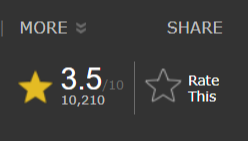 MORE SHARE
3.5/10 Rate
10,210 This